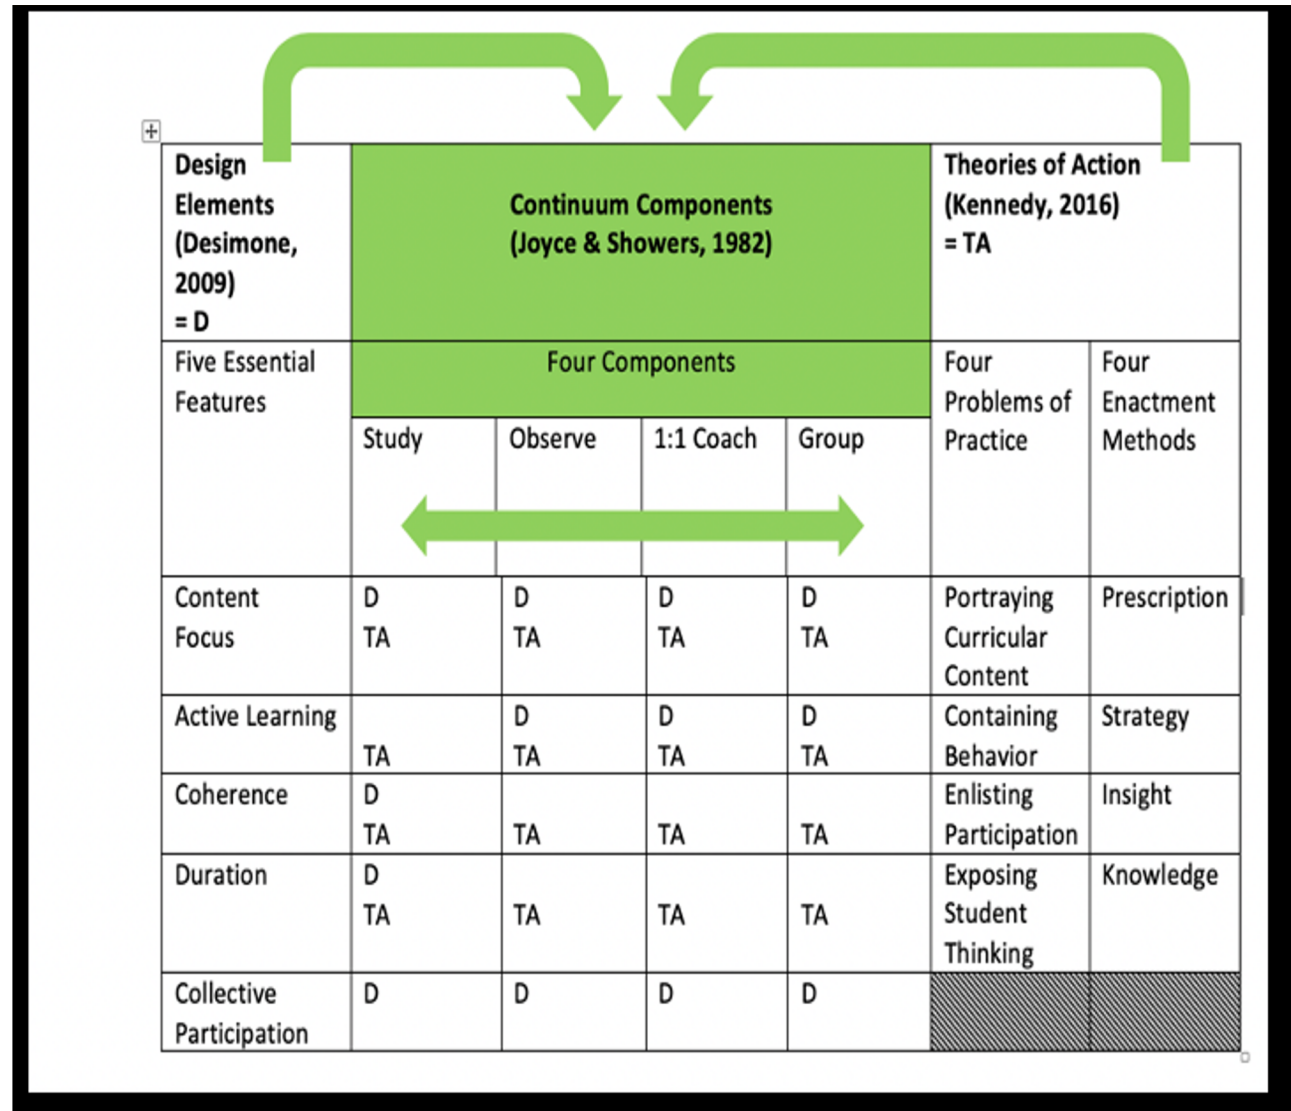 Design
Elements
(Desimone,
2009)
= D
Continuum Components
(Joyce & Showers, 1982)
Theories of Action
(Kennedy, 2016)
= TA
Five Essential
Features
Four Components
Four
Problems of
Practice
Four
Enactment
Methods
Study
Observe
1:1 Coach
Group
Content
Focus
D
TA
D
TA
D
TA
D
TA
Portraying
Curricular
Content
Prescription
Active Learning
TA
D
TA
D
TA
D
TA
Containing
Behavior
Strategy
Coherence
D
TA
TA
TA
TA
Enlisting
Participation
Insight
Duration
D
TA
TA
TA
TA
Exposing
Student
Thinking
Knowledge
Collective
Participation
D
D
D
D